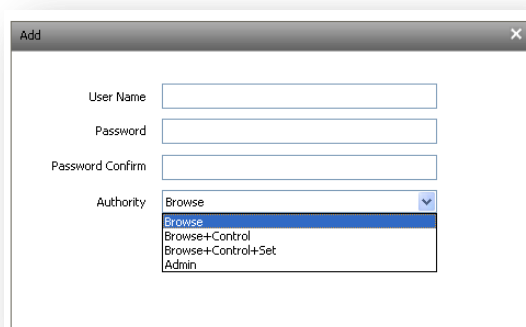 Add
User Name
Password
Password Confirm
Authority Browse
Browse
Browse+Control
Browse+Control+Set
Admin